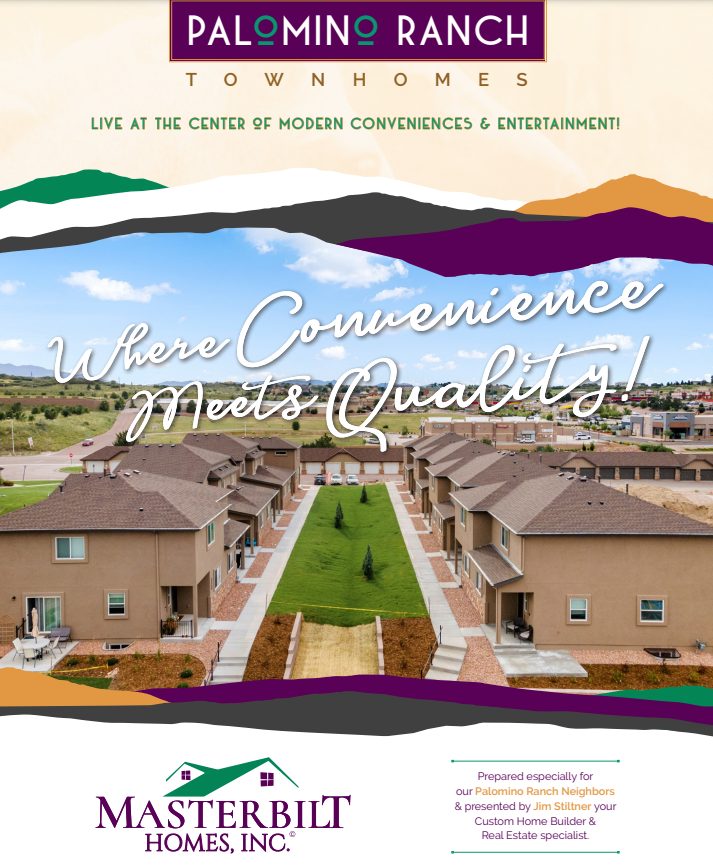 PALOMINO RANCH
TOWNHOMES
LIVE AT THE CENTER OF MODERN CONVENIENCES & ENTERTAINMENT!
Where Convenience
Meets Quality!
MASTERBILT
HOMES, INC.©
Prepared especially for
our Palomino Ranch Neighbors
& presented by Jim Stiltner your
Custom Home Builder &
Real Estate specialist.